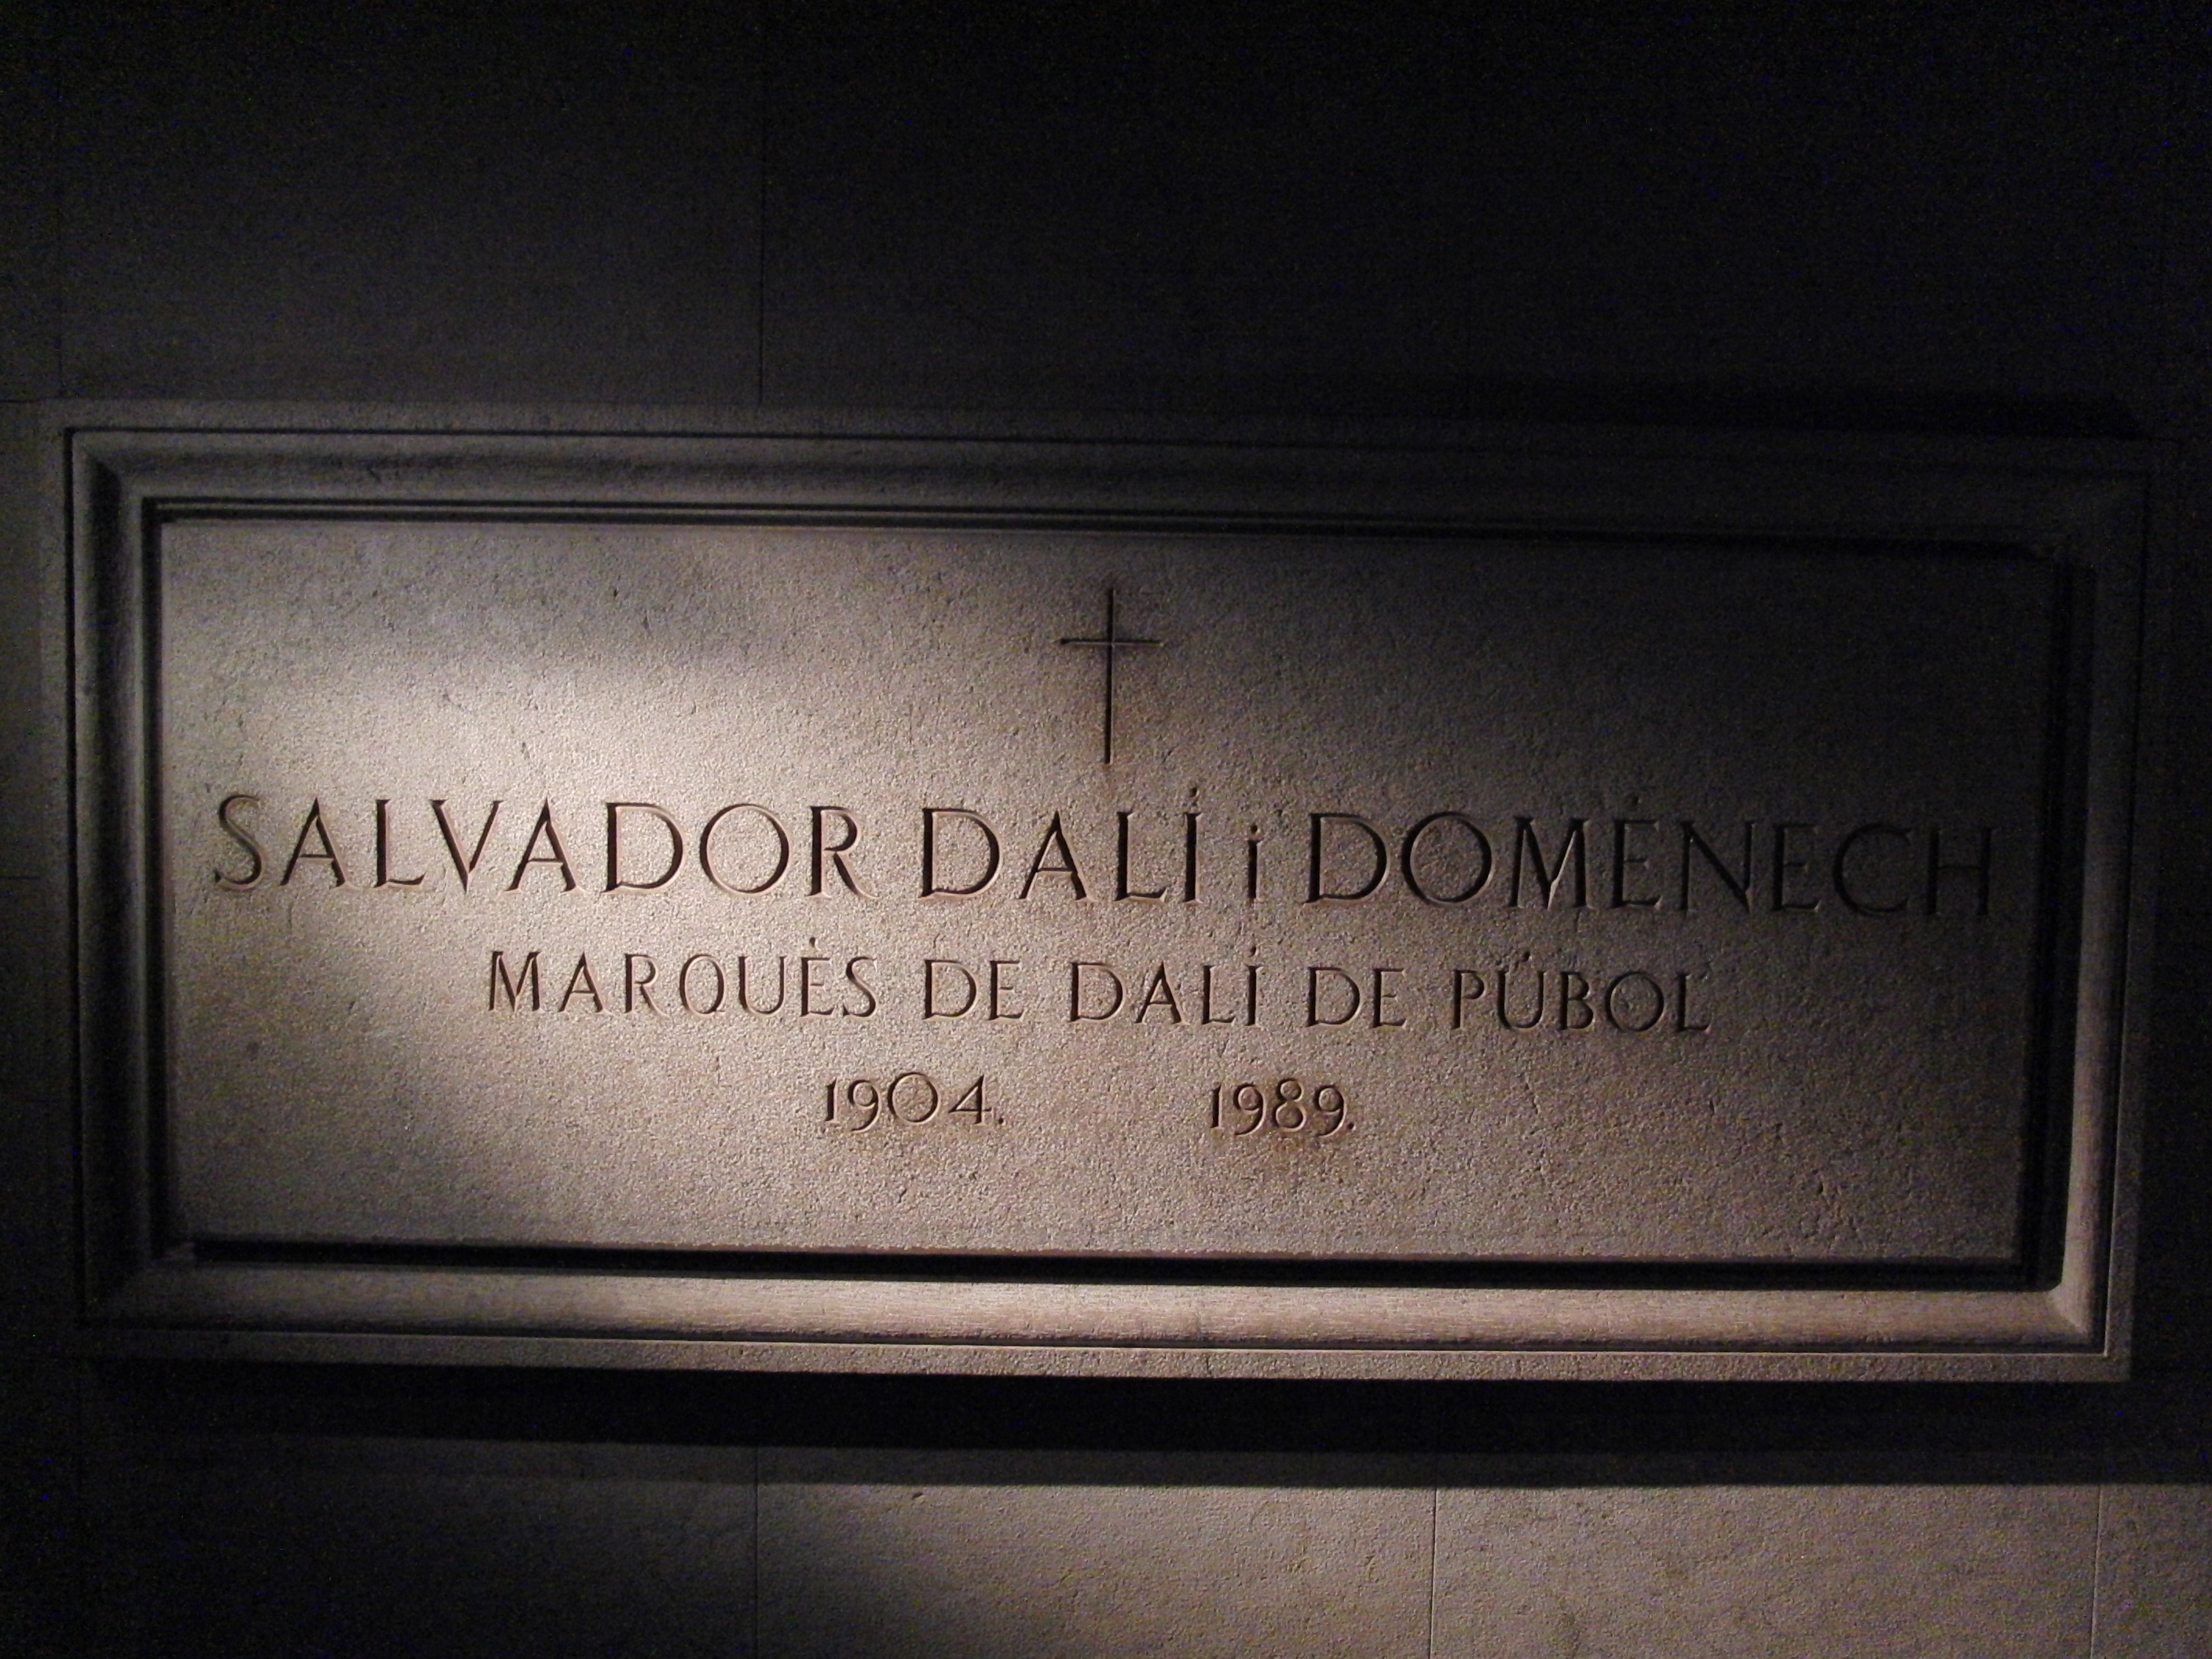 SALVADOR DALÍ i DOMÈNECH
MARQUÈS DE DALÍ DE PÚBOL
1904. 1989.